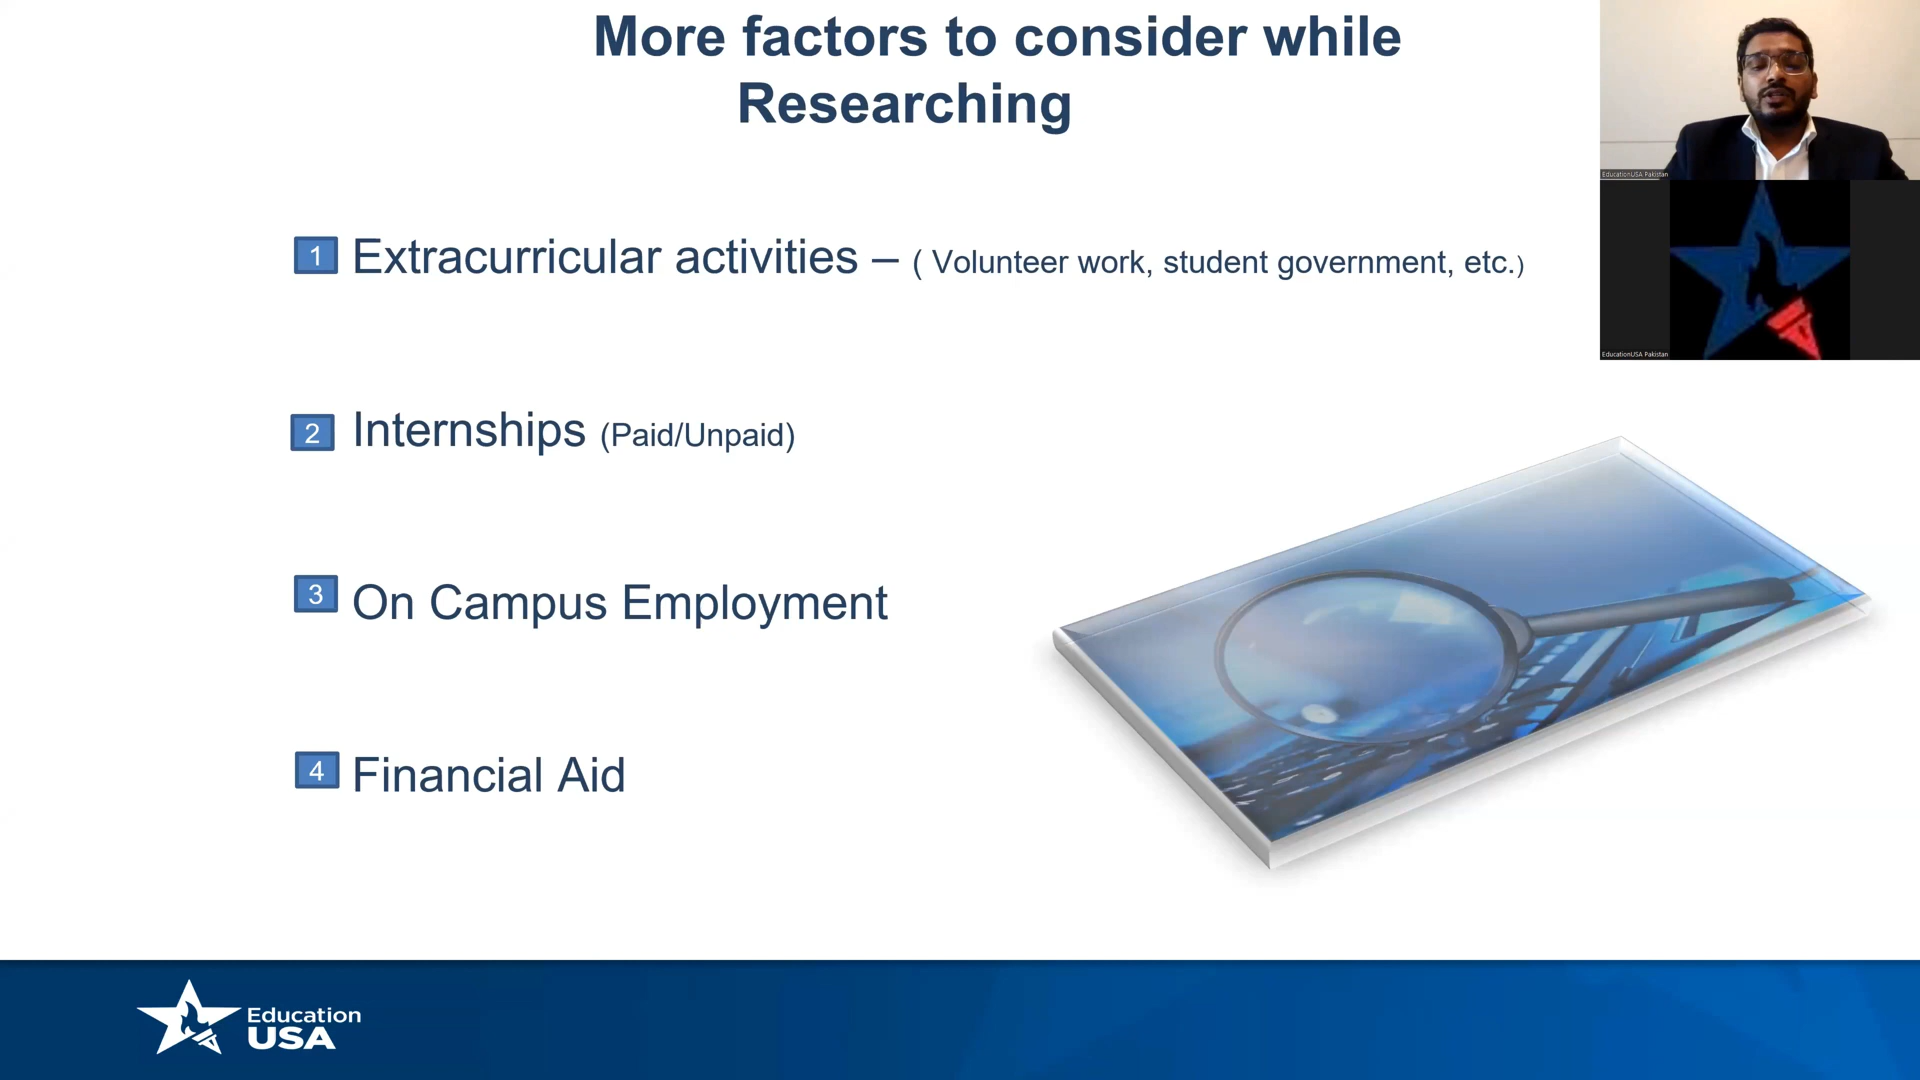 More factors to consider while
Researching
1 Extracurricular activities – ( Volunteer work, student government, etc.)
2 Internships (Paid/Unpaid)
3 On Campus Employment
4 Financial Aid
EducationUSA Pakistan
EducationUSA Pakistan
Education
USA